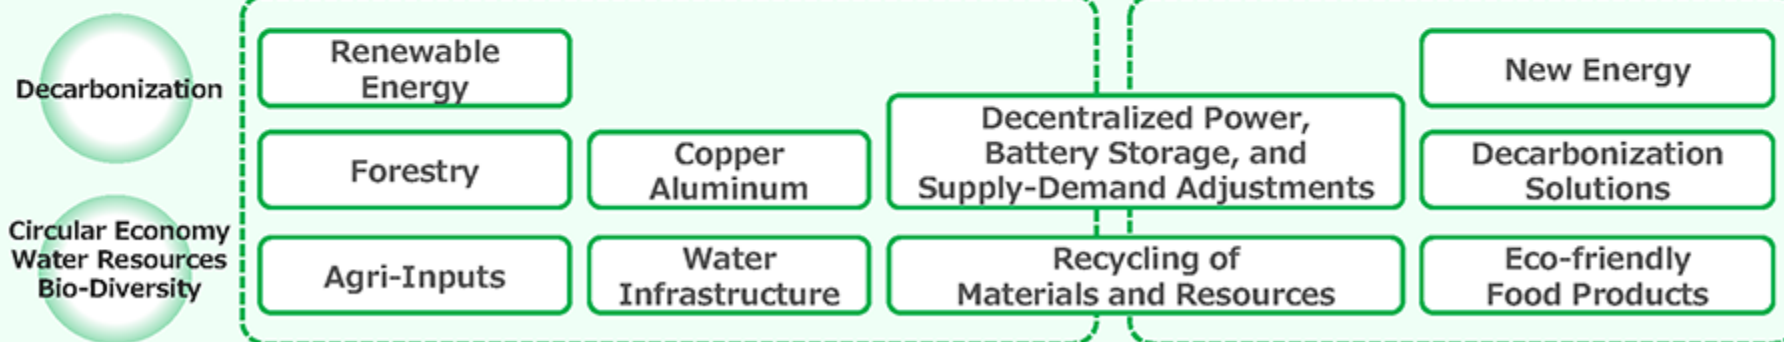 Decarbonization
Renewable
Energy
New Energy
Forestry
Copper
Aluminum
Decentralized Power,
Battery Storage, and
Supply-Demand Adjustments
Decarbonization
Solutions
Circular Economy
Water Resources
Bio-Diversity
Agri-Inputs
Water
Infrastructure
Recycling of
Materials and Resources
Eco-friendly
Food Products